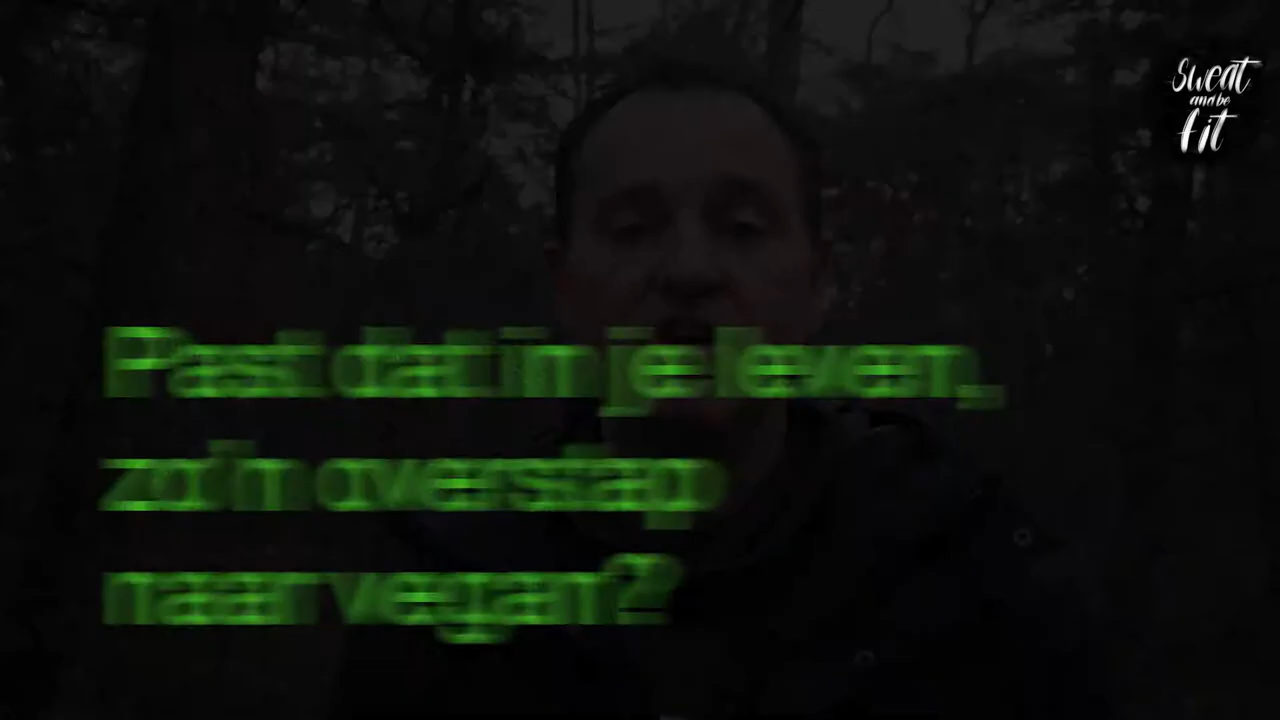 Sweat
and be
fit
Past dat in je leven,
zo'n overstap
naar vegan?